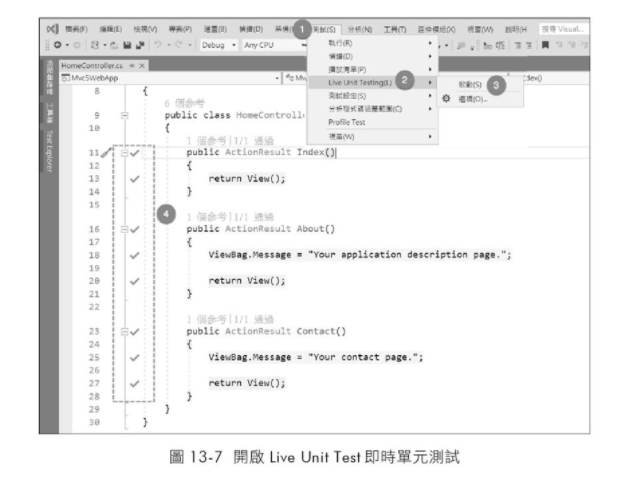 檔案(F) 編輯(E) 檢視(V) 專案(P) 建置(B) 偵錯(D) 1 測試(S) 分析(N) 工具(T) 延伸模組(X) 視窗(W) 說明(H) 搜尋 Visual...
Debug Any CPU
執行(R)
偵錯(D)
播放清單(P)
Live Unit Testing(L) 2
測試設定(S)
分析程式碼涵蓋範圍(C)
Profile Test
視窗(W)
啟動(S) 3
選項(O)...
Test Explorer
HomeController.cs
Mvc5WebApp
8 {
6 個參考
9 public class HomeControll
10 {
1 個參考|1/1 通過
11 public ActionResult Index()
12 {
13 return View();
14 }
15
4
1 個參考|1/1 通過
16 public ActionResult About()
17 {
18 ViewBag.Message = "Your application description page.";
19
20 return View();
21 }
22
1 個參考|1/1 通過
23 public ActionResult Contact()
24 {
25 ViewBag.Message = "Your contact page.";
26
27 return View();
28 }
29 }
30 }
圖 13-7 開啟 Live Unit Test 即時單元測試